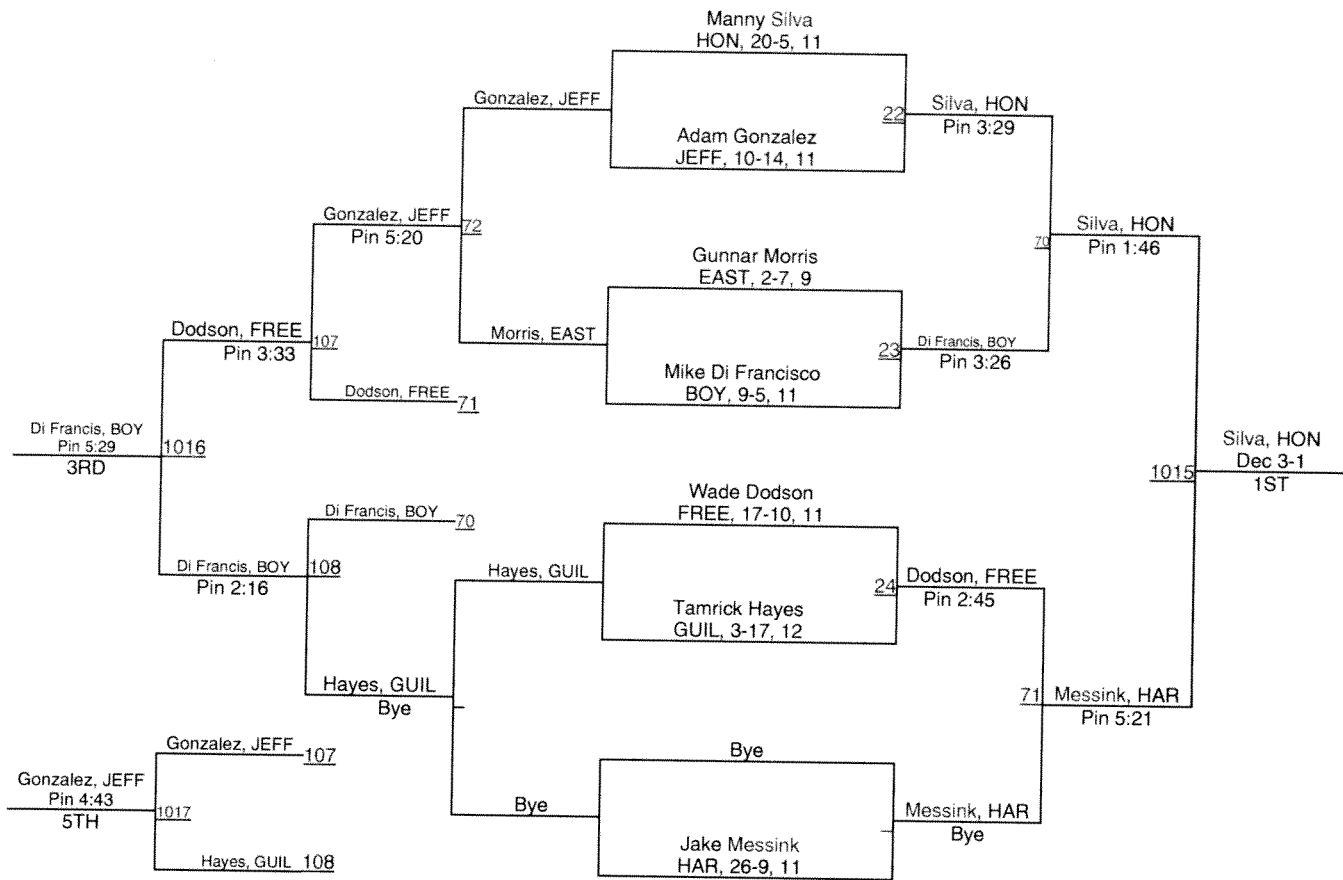 Manny Silva
HON, 20-5, 11
Gonzalez, JEFF
22
Silva, HON
Pin 3:29
Adam Gonzalez
JEFF, 10-14, 11
Gonzalez, JEFF
Pin 5:20
72
Silva, HON
Pin 1:46
70
Gunnar Morris
EAST, 2-7, 9
Dodson, FREE
Pin 3:33
107
Morris, EAST
23
Di Francis, BOY
Pin 3:26
Mike Di Francisco
BOY, 9-5, 11
Dodson, FREE
71
Di Francis, BOY
Pin 5:29
3RD
1016
Silva, HON
Dec 3-1
1ST
1015
Wade Dodson
FREE, 17-10, 11
Di Francis, BOY
70
Di Francis, BOY
Pin 2:16
108
Hayes, GUIL
24
Dodson, FREE
Pin 2:45
Tamrick Hayes
GUIL, 3-17, 12
Hayes, GUIL
Bye
71
Messink, HAR
Pin 5:21
Gonzalez, JEFF
107
Bye
Gonzalez, JEFF
Pin 4:43
5TH
1017
Bye
Messink, HAR
Bye
Jake Messink
HAR, 26-9, 11
Hayes, GUIL
108